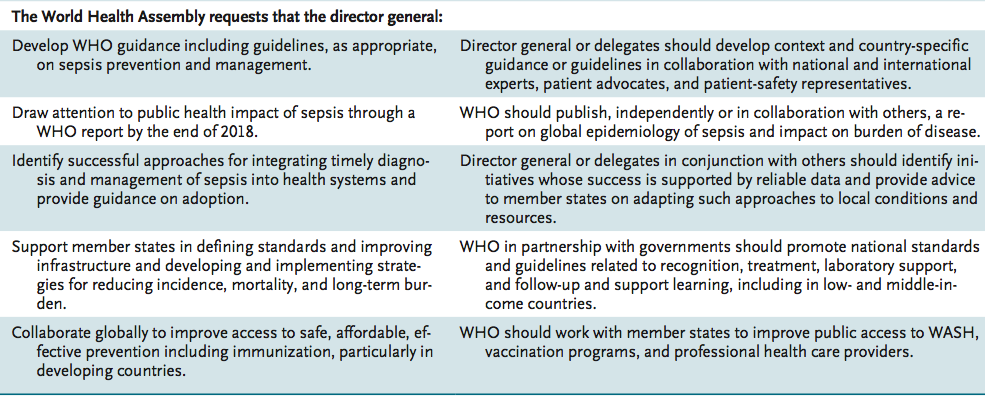 The World Health Assembly requests that the director general:
Develop WHO guidance including guidelines, as appropriate,
on sepsis prevention and management.
Director general or delegates should develop context and country-specific
guidance or guidelines in collaboration with national and international
experts, patient advocates, and patient-safety representatives.
Draw attention to public health impact of sepsis through a
WHO report by the end of 2018.
WHO should publish, independently or in collaboration with others, a re-
port on global epidemiology of sepsis and impact on burden of disease.
Identify successful approaches for integrating timely diagno-
sis and management of sepsis into health systems and
provide guidance on adoption.
Director general or delegates in conjunction with others should identify ini-
tiatives whose success is supported by reliable data and provide advice
to member states on adapting such approaches to local conditions and
resources.
Support member states in defining standards and improving
infrastructure and developing and implementing strate-
gies for reducing incidence, mortality, and long-term bur-
den.
WHO in partnership with governments should promote national standards
and guidelines related to recognition, treatment, laboratory support,
and follow-up and support learning, including in low- and middle-in-
come countries.
Collaborate globally to improve access to safe, affordable, ef-
fective prevention including immunization, particularly in
developing countries.
WHO should work with member states to improve public access to WASH,
vaccination programs, and professional health care providers.